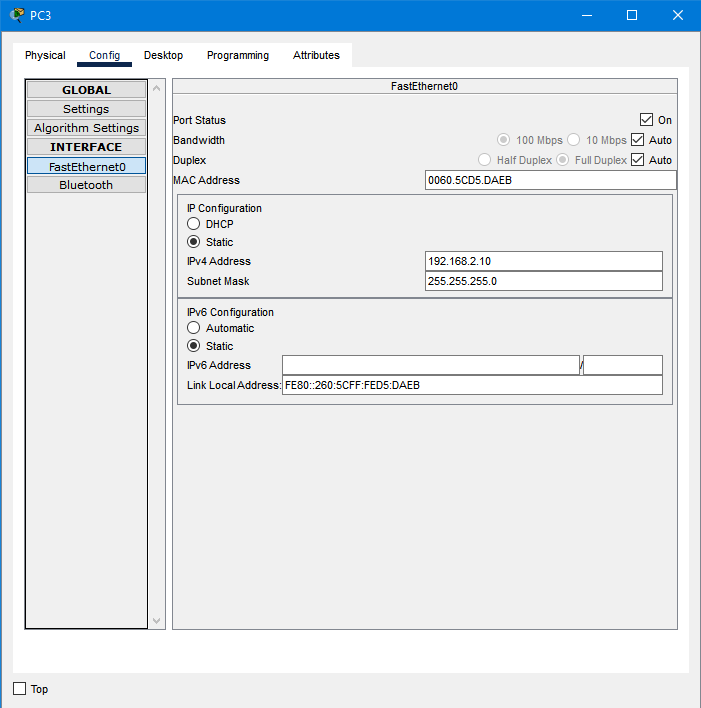 PC3
Physical Config Desktop Programming Attributes
GLOBAL
Settings
Algorithm Settings
INTERFACE
FastEthernet0
Bluetooth
FastEthernet0
Port Status On
Bandwidth 100 Mbps 10 Mbps Auto
Duplex Half Duplex Full Duplex Auto
MAC Address 0060.5CD5.DAEB
IP Configuration
DHCP
Static
IPv4 Address 192.168.2.10
Subnet Mask 255.255.255.0
IPv6 Configuration
Automatic
Static
IPv6 Address /
Link Local Address: FE80::260:5CFF:FED5:DAEB
Top